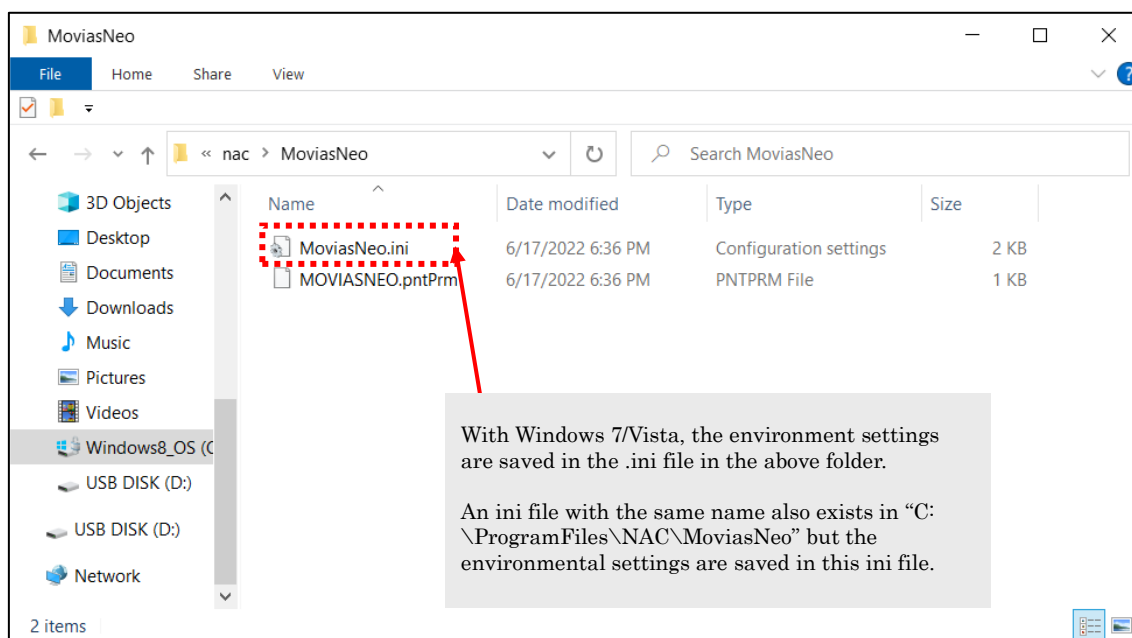 MoviasNeo
File Home Share View
?
« nac > MoviasNeo
Search MoviasNeo
Name Date modified Type Size
3D Objects
Desktop
Documents
Downloads
Music
Pictures
Videos
Windows8_OS (C
USB DISK (D:)
USB DISK (D:)
Network
MoviasNeo.ini 6/17/2022 6:36 PM Configuration settings 2 KB
MOVIASNEO.pntPrm 6/17/2022 6:36 PM PNTPRM File 1 KB
With Windows 7/Vista, the environment settings
are saved in the .ini file in the above folder.
An ini file with the same name also exists in “C:
\ProgramFiles\NAC\MoviasNeo” but the
environmental settings are saved in this ini file.
2 items